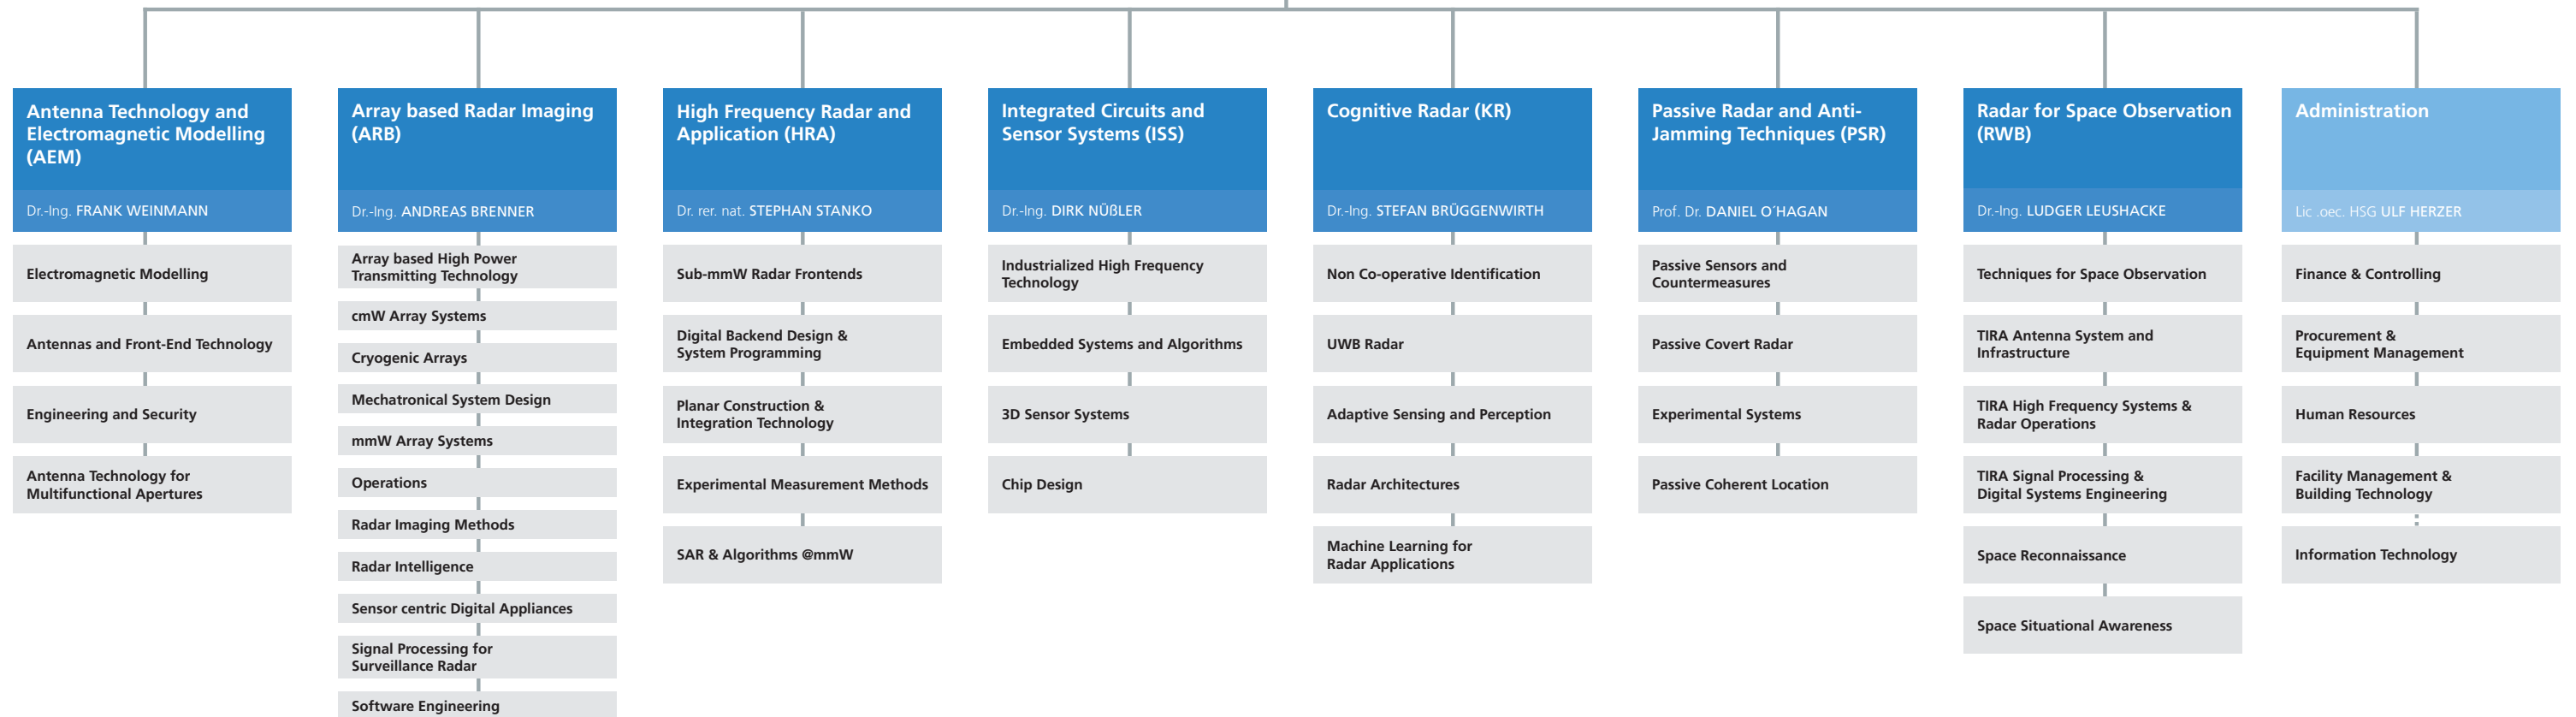 Antenna Technology and
Electromagnetic Modelling
(AEM)
Dr.-Ing. FRANK WEINMANN
Electromagnetic Modelling
Antennas and Front-End Technology
Engineering and Security
Antenna Technology for
Multifunctional Apertures
Array based Radar Imaging
(ARB)
Dr.-Ing. ANDREAS BRENNER
Array based High Power
Transmitting Technology
cmW Array Systems
Cryogenic Arrays
Mechatronical System Design
mmW Array Systems
Operations
Radar Imaging Methods
Radar Intelligence
Sensor centric Digital Appliances
Signal Processing for
Surveillance Radar
Software Engineering
High Frequency Radar and
Application (HRA)
Dr. rer. nat. STEPHAN STANKO
Sub-mmW Radar Frontends
Digital Backend Design &
System Programming
Planar Construction &
Integration Technology
Experimental Measurement Methods
SAR & Algorithms @mmW
Integrated Circuits and
Sensor Systems (ISS)
Dr.-Ing. DIRK NÜßLER
Industrialized High Frequency
Technology
Embedded Systems and Algorithms
3D Sensor Systems
Chip Design
Cognitive Radar (KR)
Dr.-Ing. STEFAN BRÜGGENWIRTH
Non Co-operative Identification
UWB Radar
Adaptive Sensing and Perception
Radar Architectures
Machine Learning for
Radar Applications
Passive Radar and Anti-
Jamming Techniques (PSR)
Prof. Dr. DANIEL O´HAGAN
Passive Sensors and
Countermeasures
Passive Covert Radar
Experimental Systems
Passive Coherent Location
Radar for Space Observation
(RWB)
Dr.-Ing. LUDGER LEUSHACKE
Techniques for Space Observation
TIRA Antenna System and
Infrastructure
TIRA High Frequency Systems &
Radar Operations
TIRA Signal Processing &
Digital Systems Engineering
Space Reconnaissance
Space Situational Awareness
Administration
Lic .oec. HSG ULF HERZER
Finance & Controlling
Procurement &
Equipment Management
Human Resources
Facility Management &
Building Technology
Information Technology